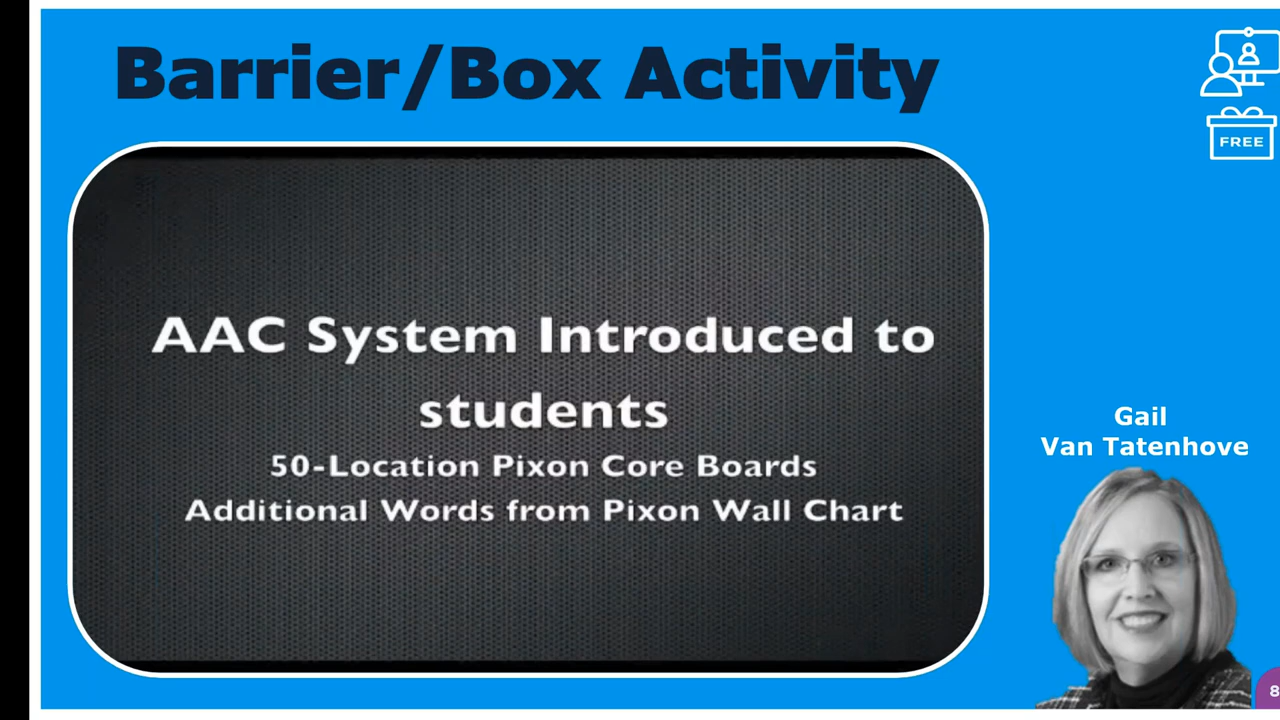 Barrier/Box Activity
FREE
AAC System Introduced to
students
50-Location Pixon Core Boards
Additional Words from Pixon Wall Chart
Gail
Van Tatenhove
8